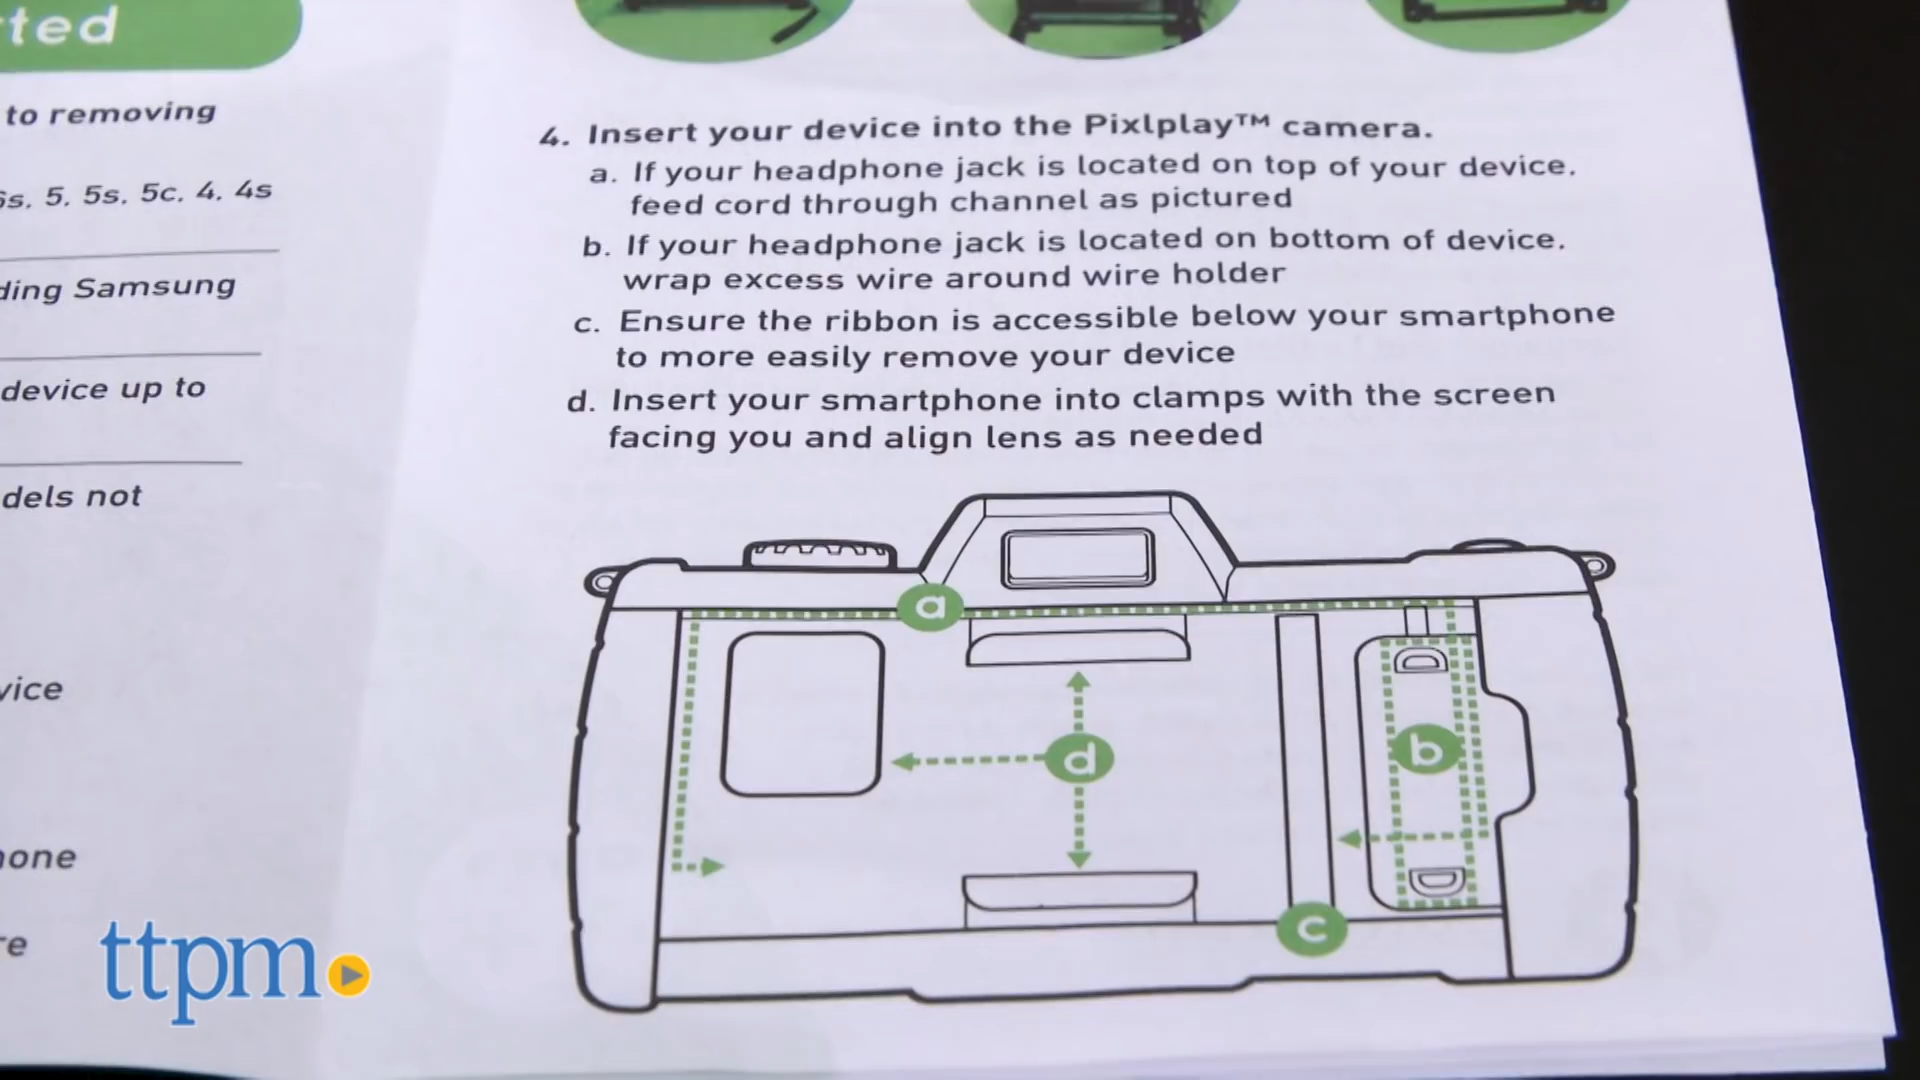 ted
to removing
6s, 5, 5s, 5c, 4, 4s
ding Samsung
device up to
dels not
vice
hone
re
4. Insert your device into the Pixlplay™ camera.
a. If your headphone jack is located on top of your device,
feed cord through channel as pictured
b. If your headphone jack is located on bottom of device,
wrap excess wire around wire holder
c. Ensure the ribbon is accessible below your smartphone
to more easily remove your device
d. Insert your smartphone into clamps with the screen
facing you and align lens as needed
a
d
b
c
ttpm